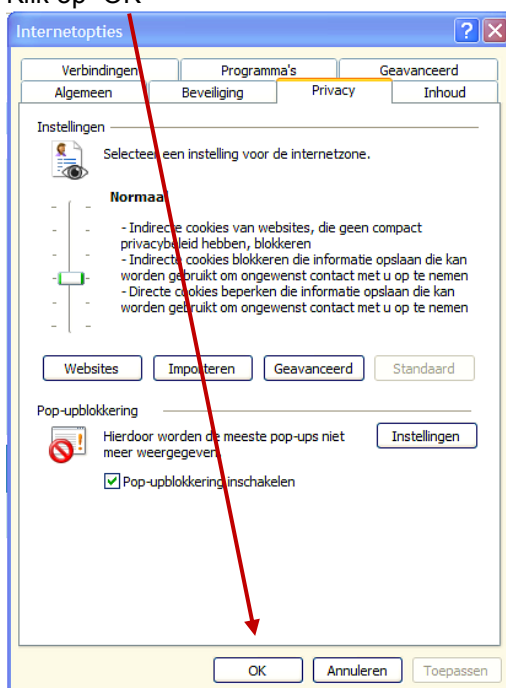 Klik op "OK"
Internetopties
Verbindingen Programma's Geavanceerd
Algemeen Beveiliging Privacy Inhoud
Instellingen
Selecteer een instelling voor de internetzone.
Normaal
- Indirecte cookies van websites, die geen compact
privacybeleid hebben, blokkeren
- Indirecte cookies blokkeren die informatie opslaan die kan
worden gebruikt om ongewenst contact met u op te nemen
- Directe cookies beperken die informatie opslaan die kan
worden gebruikt om ongewenst contact met u op te nemen
Websites Importeren Geavanceerd Standaard
Pop-upblokkering
Hierdoor worden de meeste pop-ups niet
meer weergegeven.
Instellingen
Pop-upblokkering inschakelen
OK Annuleren Toepassen